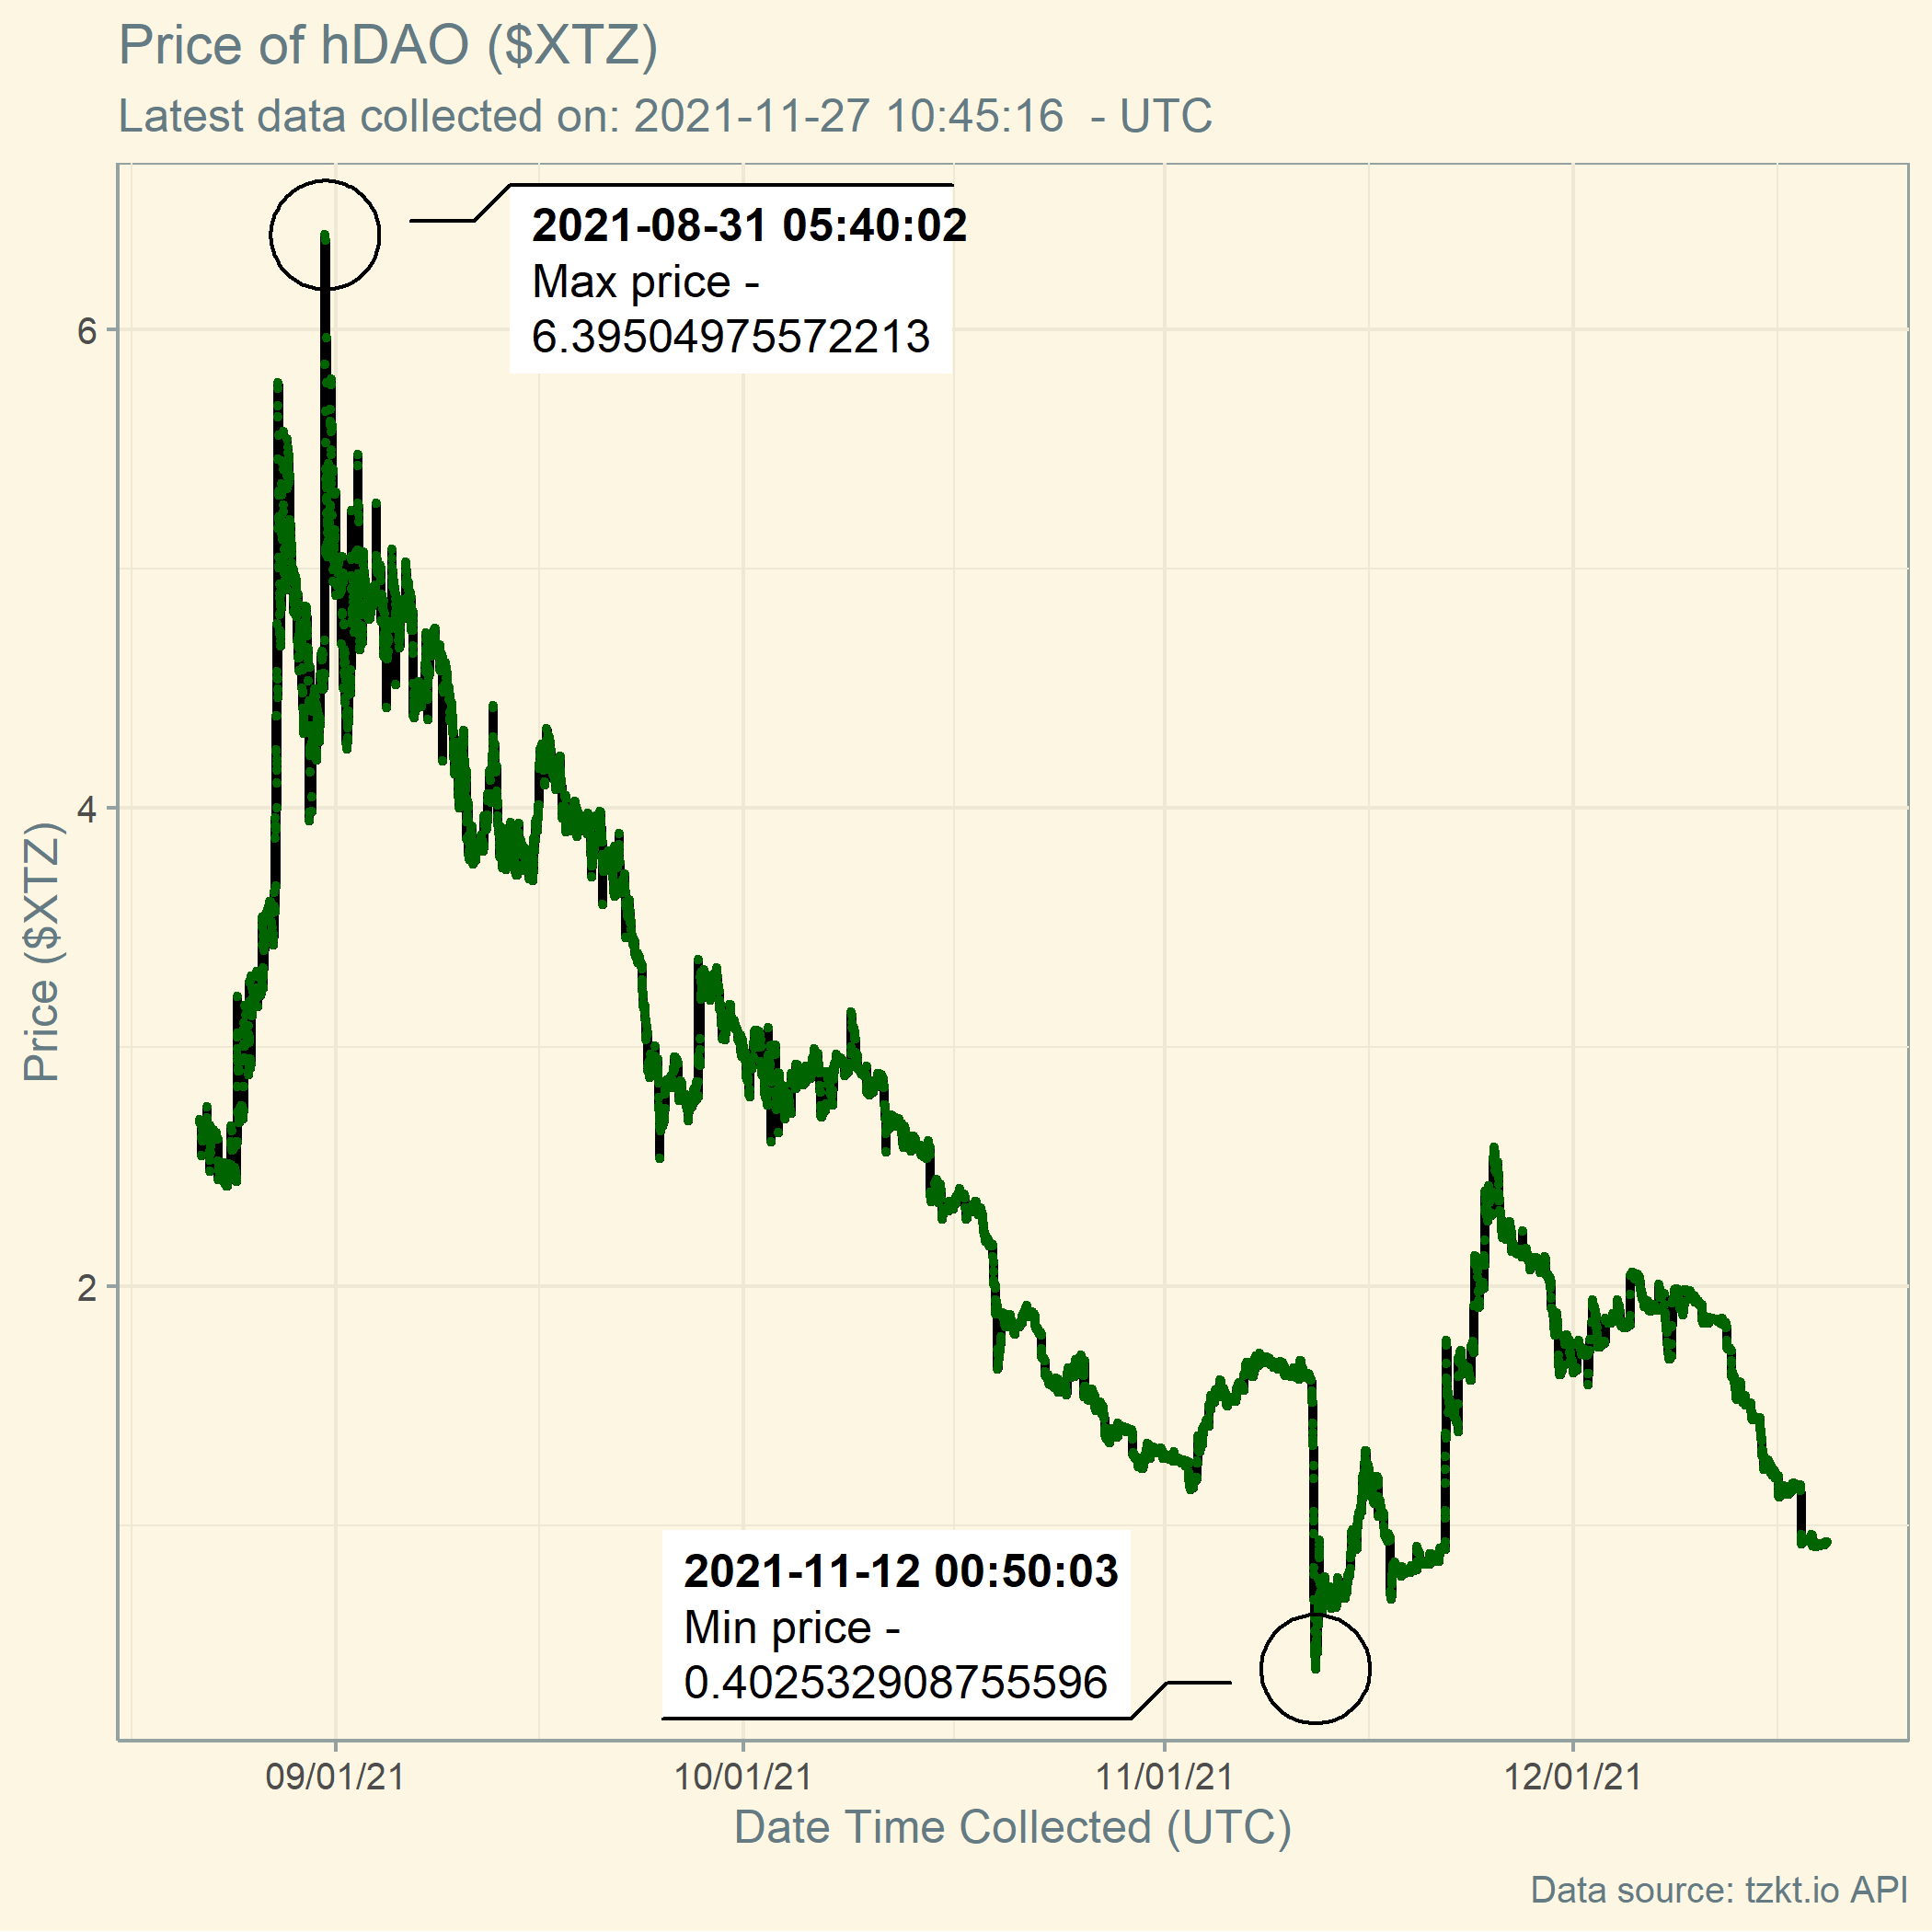 Price of hDAO ($XTZ)
Latest data collected on: 2021-11-27 10:45:16 - UTC
2021-08-31 05:40:02
Max price -
6.39504975572213
6
4
2
Price ($XTZ)
2021-11-12 00:50:03
Min price -
0.402532908755596
09/01/21
10/01/21
11/01/21
12/01/21
Date Time Collected (UTC)
Data source: tzkt.io API